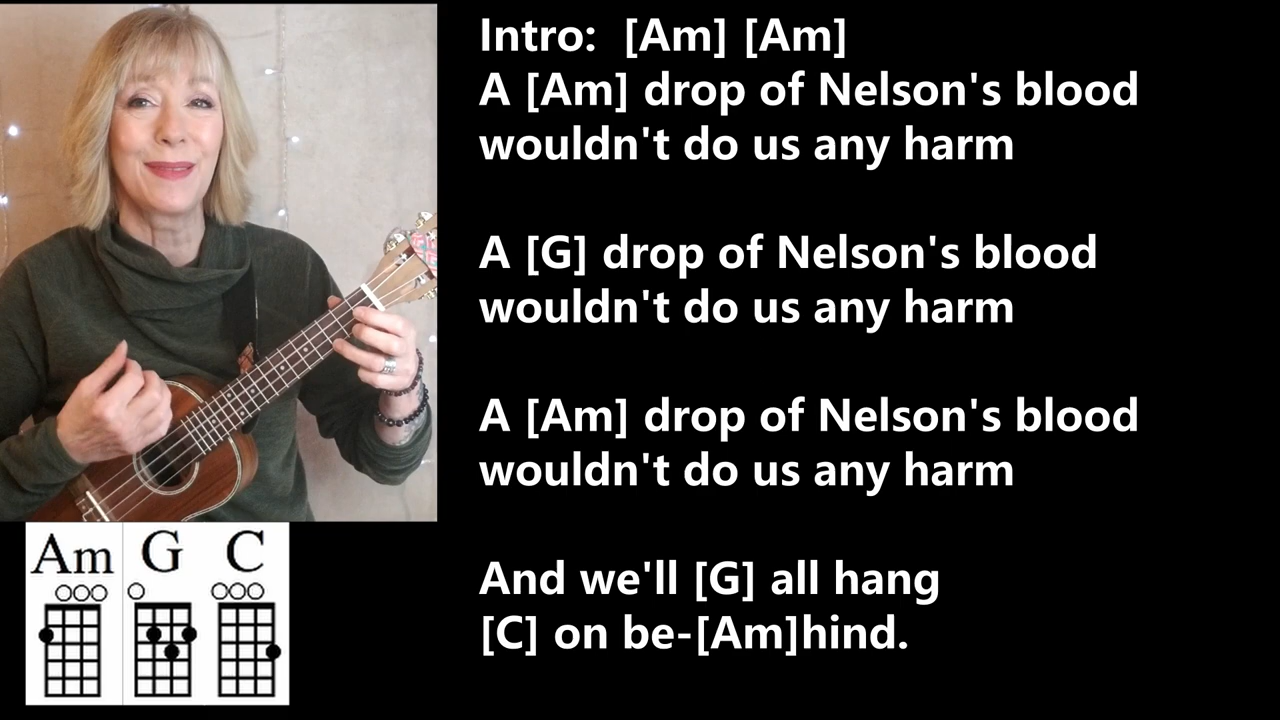 Intro:  [Am] [Am]
A [Am] drop of Nelson's blood
wouldn't do us any harm
A [G] drop of Nelson's blood
wouldn't do us any harm
A [Am] drop of Nelson's blood
wouldn't do us any harm
And we'll [G] all hang
[C] on be-[Am]hind.
Am G C